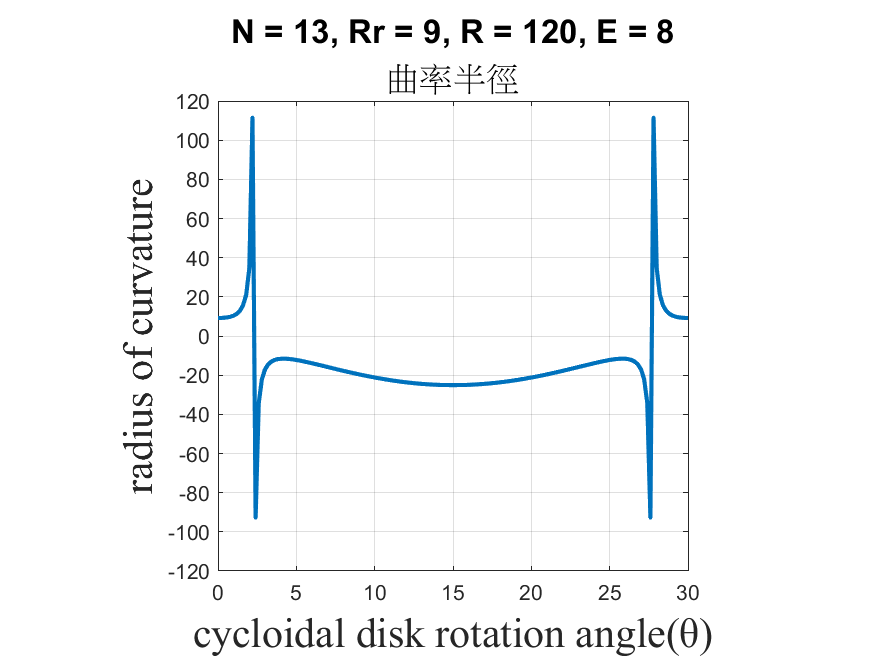 N = 13, Rr = 9, R = 120, E = 8
曲率半徑
120
100
80
60
40
20
0
-20
-40
-60
-80
-100
-120
radius of curvature
0 5 10 15 20 25 30
cycloidal disk rotation angle(θ)